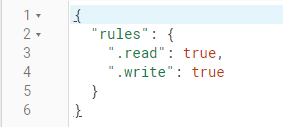 1 {
2 "rules": {
3 ".read": true,
4 ".write": true
5 }
6 }